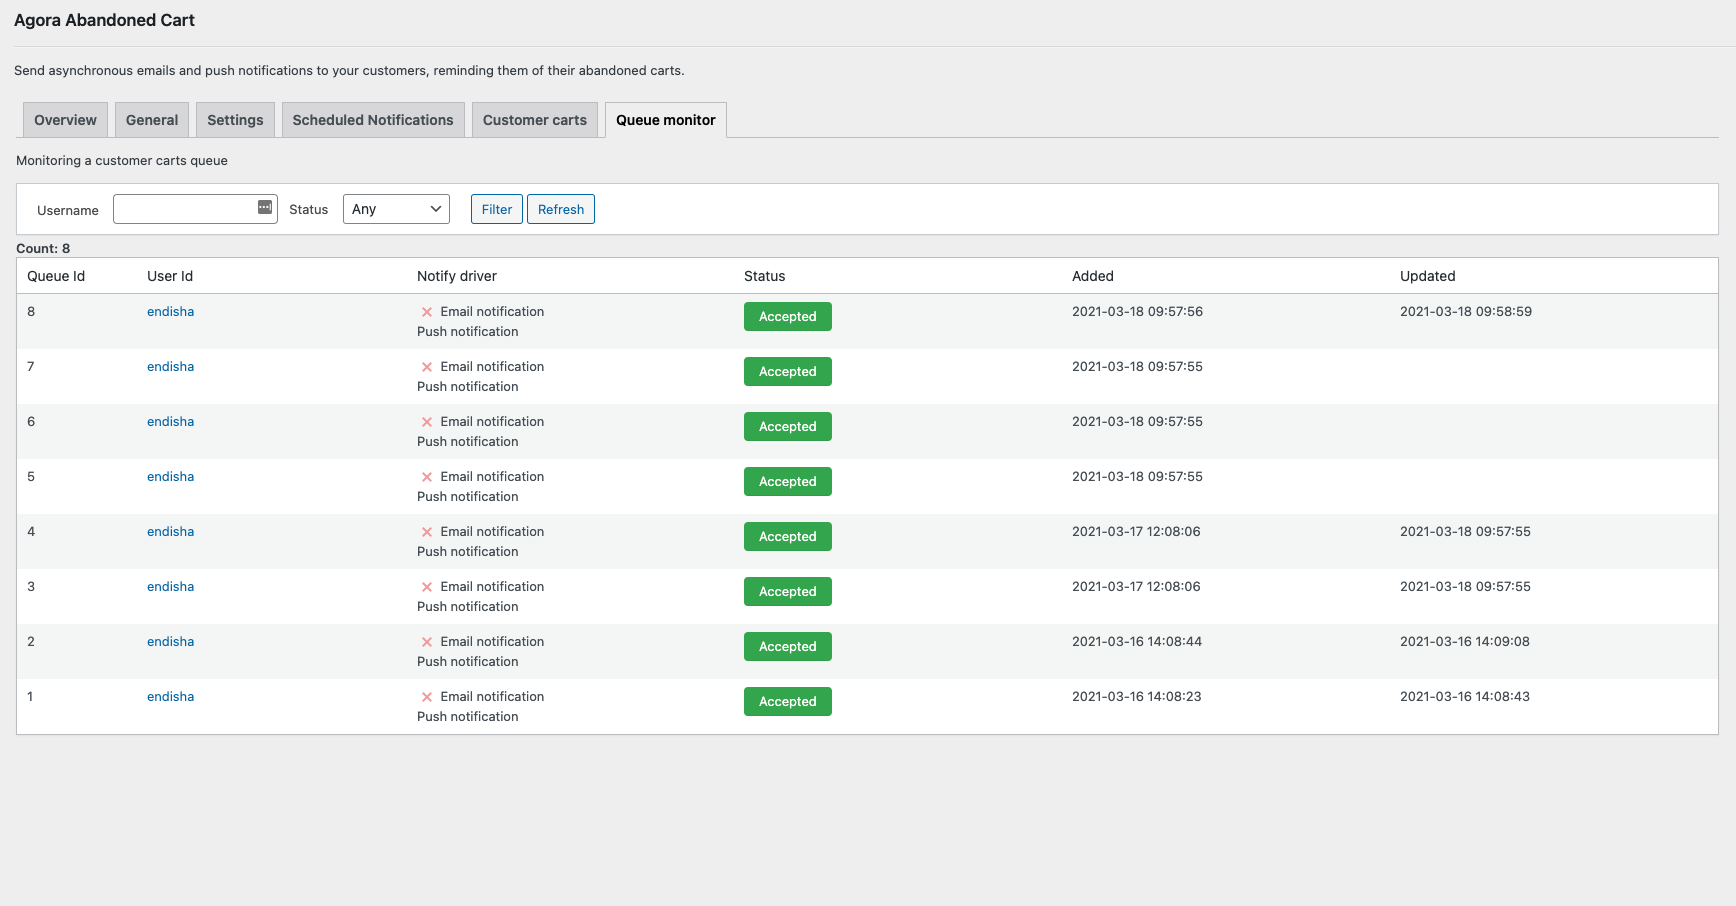 Agora Abandoned Cart
Send asynchronous emails and push notifications to your customers, reminding them of their abandoned carts.
Overview General Settings Scheduled Notifications Customer carts Queue monitor
Monitoring a customer carts queue
Username Status Any Filter Refresh
Count: 8
Queue Id User Id Notify driver Status Added Updated
8 endisha Email notification Accepted 2021-03-18 09:57:56 2021-03-18 09:58:59
Push notification
7 endisha Email notification Accepted 2021-03-18 09:57:55
Push notification
6 endisha Email notification Accepted 2021-03-18 09:57:55
Push notification
5 endisha Email notification Accepted 2021-03-18 09:57:55
Push notification
4 endisha Email notification Accepted 2021-03-17 12:08:06 2021-03-18 09:57:55
Push notification
3 endisha Email notification Accepted 2021-03-17 12:08:06 2021-03-18 09:57:55
Push notification
2 endisha Email notification Accepted 2021-03-16 14:08:44 2021-03-16 14:09:08
Push notification
1 endisha Email notification Accepted 2021-03-16 14:08:23 2021-03-16 14:08:43
Push notification